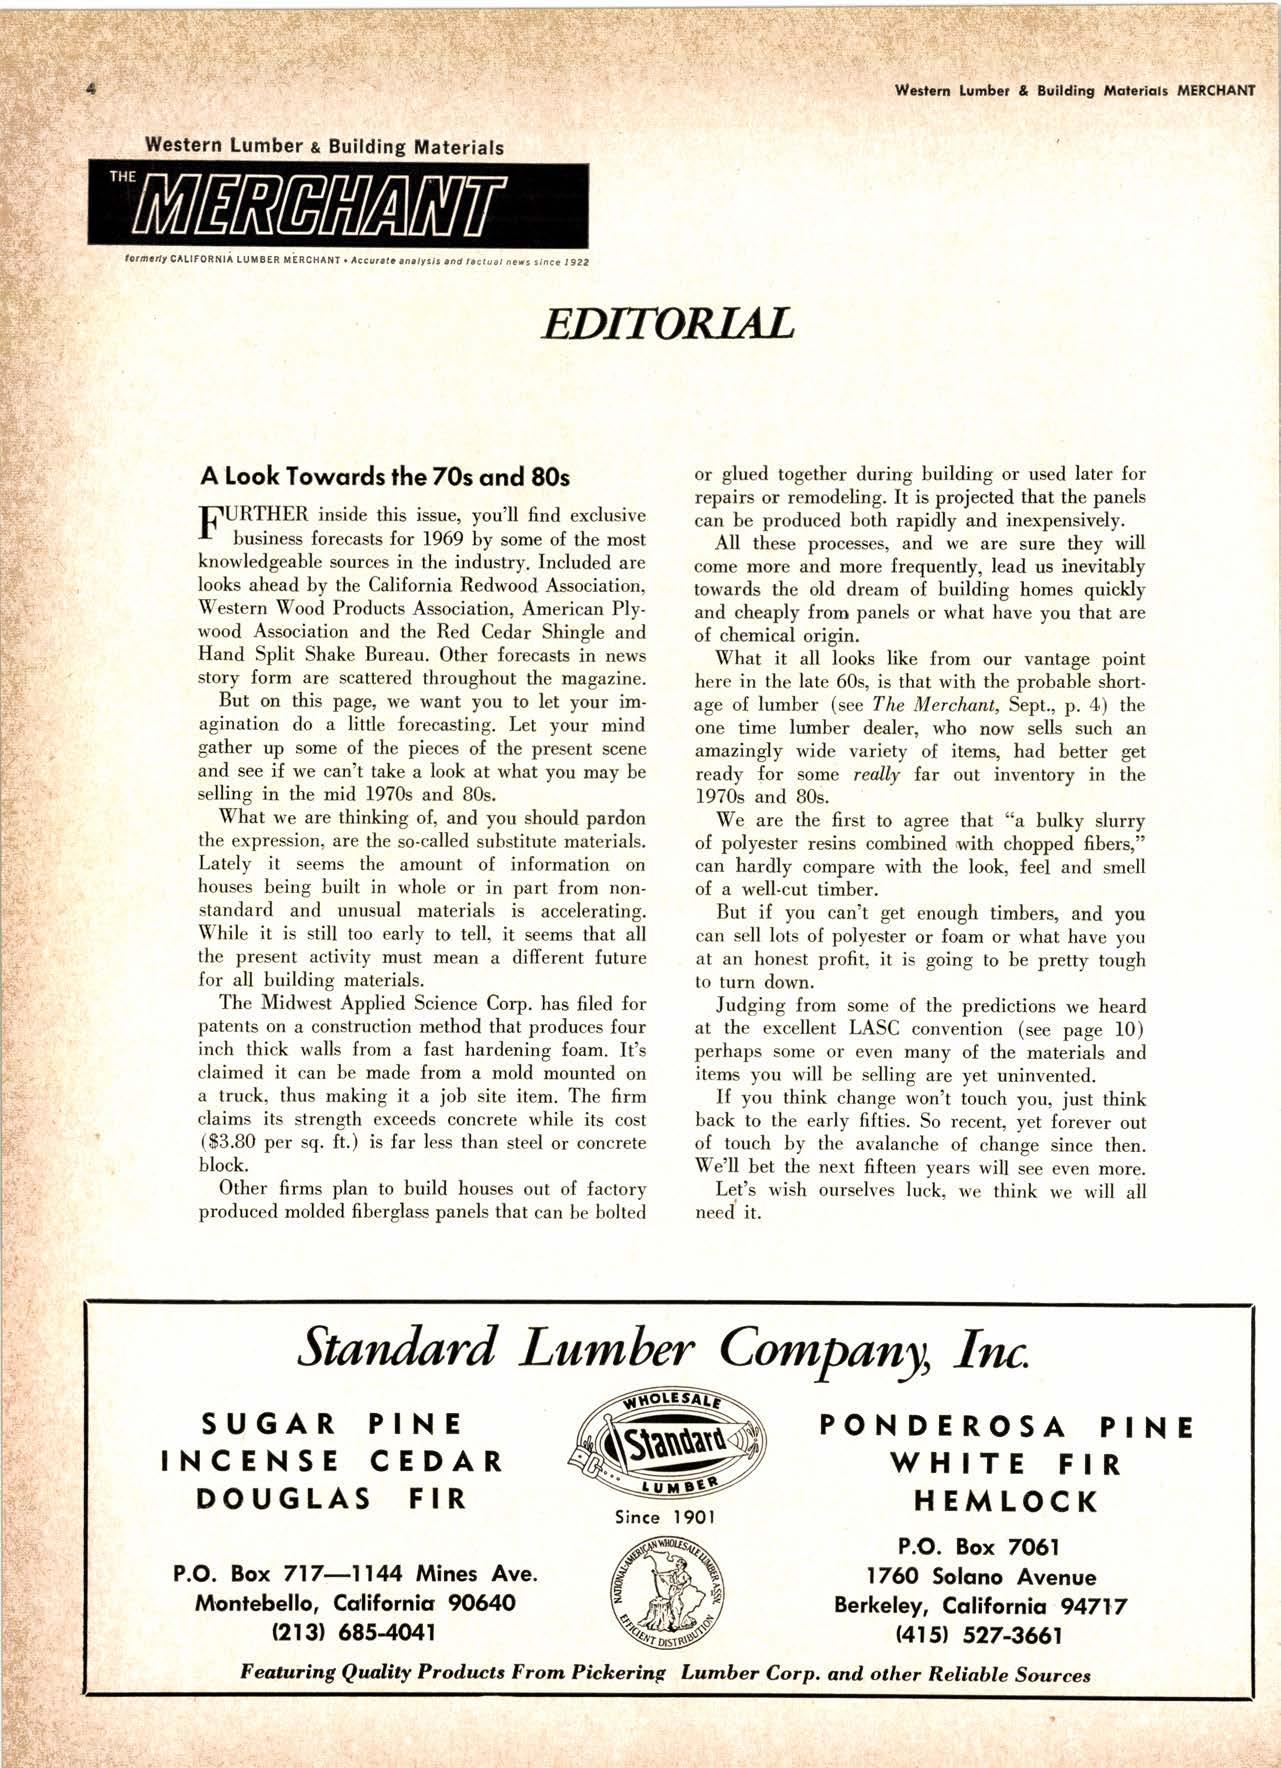 4
Western Lumber & Building Materials MERCHANT
Western Lumber & Building Materials
THE MERCHANT
formerly CALIFORNIA LUMBER MERCHANT • Accurate analysis and factual news since 1922
EDITORIAL
A Look Towards the 70s and 80s
FURTHER inside this issue, you'll find exclusive
business forecasts for 1969 by some of the most
knowledgeable sources in the industry. Included are
looks ahead by the California Redwood Association,
Western Wood Products Association, American Ply-
wood Association and the Red Cedar Shingle and
Hand Split Shake Bureau. Other forecasts in news
story form are scattered throughout the magazine.
But on this page, we want you to let your im-
agination do a little forecasting. Let your mind
gather up some of the pieces of the present scene
and see if we can't take a look at what you may be
selling in the mid 1970s and 80s.
What we are thinking of, and you should pardon
the expression, are the so-called substitute materials.
Lately it seems the amount of information on
houses being built in whole or in part from non-
standard and unusual materials is accelerating.
While it is still too early to tell, it seems that all
the present activity must mean a different future
for all building materials.
The Midwest Applied Science Corp. has filed for
patents on a construction method that produces four
inch thick walls from a fast hardening foam. It's
claimed it can be made from a mold mounted on
a truck, thus making it a job site item. The firm
claims its strength exceeds concrete while its cost
($3.80 per sq. ft.) is far less than steel or concrete
block.
Other firms plan to build houses out of factory
produced molded fiberglass panels that can be bolted
or glued together during building or used later for
repairs or remodeling. It is projected that the panels
can be produced both rapidly and inexpensively.
All these processes, and we are sure they will
come more and more frequently, lead us inevitably
towards the old dream of building homes quickly
and cheaply from panels or what have you that are
of chemical origin.
What it all looks like from our vantage point
here in the late 60s, is that with the probable short-
age of lumber (see The Merchant, Sept., p. 4) the
one time lumber dealer, who now sells such an
amazingly wide variety of items, had better get
ready for some really far out inventory in the
1970s and 80s.
We are the first to agree that “a bulky slurry
of polyester resins combined with chopped fibers,”
can hardly compare with the look, feel and smell
of a well-cut timber.
But if you can't get enough timbers, and you
can sell lots of polyester or foam or what have you
at an honest profit, it is going to be pretty tough
to turn down.
Judging from some of the predictions we heard
at the excellent LASC convention (see page 10)
perhaps some or even many of the materials and
items you will be selling are yet uninvented.
If you think change won't touch you, just think
back to the early fifties. So recent, yet forever out
of touch by the avalanche of change since then.
We'll bet the next fifteen years will see even more.
Let's wish ourselves luck, we think we will all
need it.
Standard Lumber Company, Inc.
SUGAR PINE
INCENSE CEDAR
DOUGLAS FIR
P.O. Box 717—1144 Mines Ave.
Montebello, California 90640
(213) 685-4041
WHOLESALE
Standard
LUMBER
Since 1901
NATIONAL-AMERICAN WHOLESALE LUMBER ASSN.
EFFICIENT DISTRIBUTION
PONDEROSA PINE
WHITE FIR
HEMLOCK
P.O. Box 7061
1760 Solano Avenue
Berkeley, California 94717
(415) 527-3661
Featuring Quality Products From Pickering Lumber Corp. and other Reliable Sources